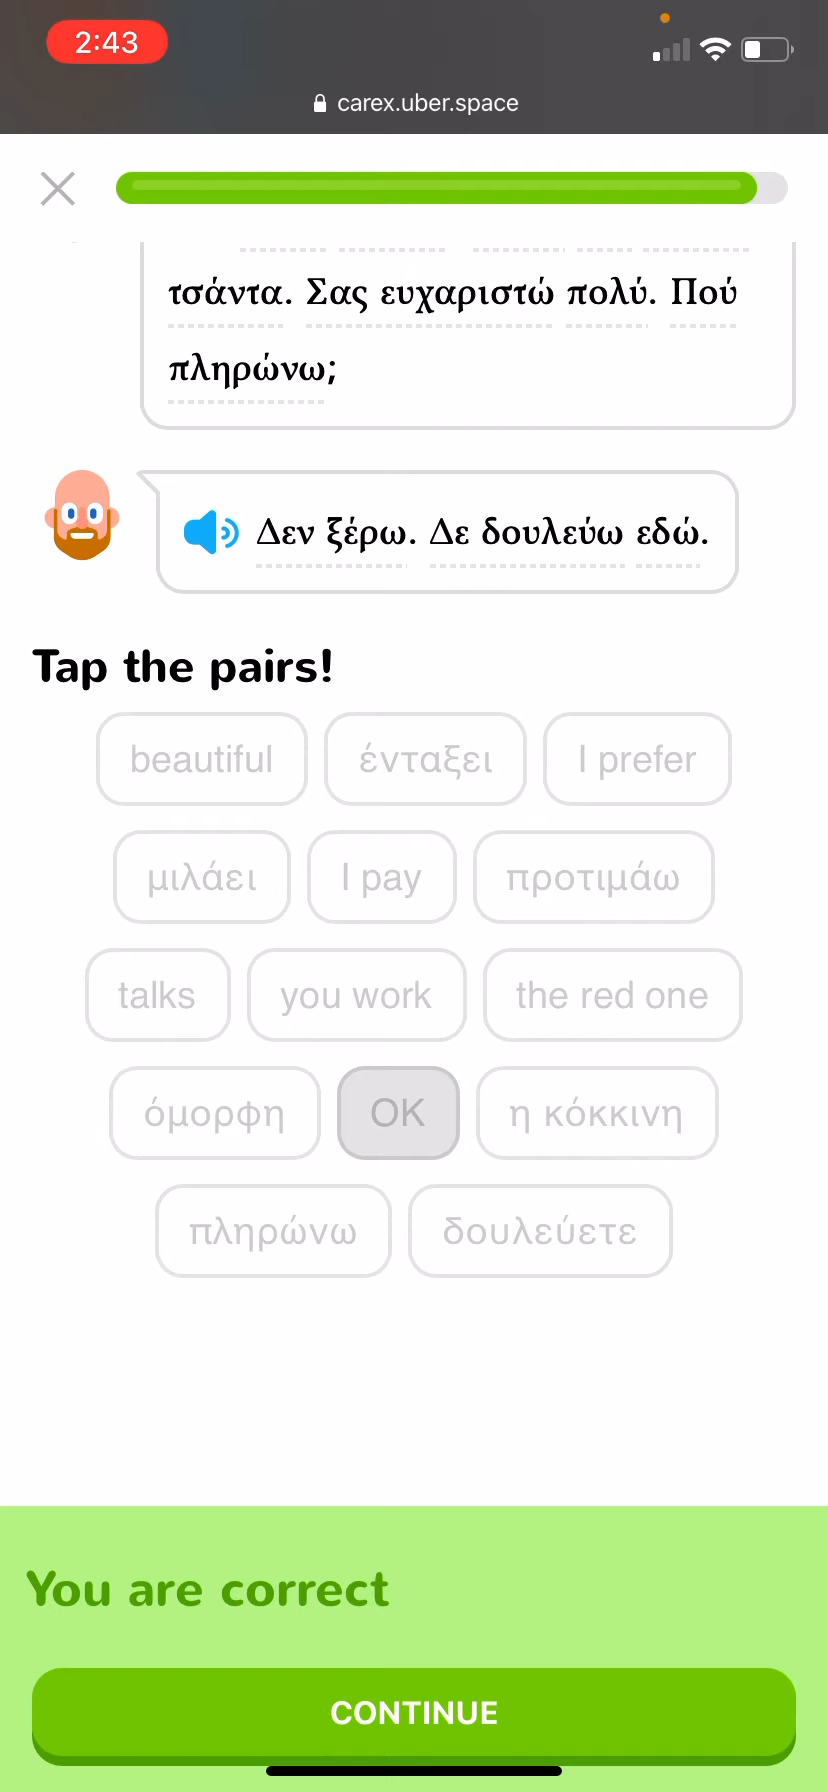 2:43
carex.uber.space
τσάντα. Σας ευχαριστώ πολύ. Πού
πληρώνω;
Δεν ξέρω. Δε δουλεύω εδώ.
Tap the pairs!
beautiful ένταξει I prefer
μιλάει I pay προτιμάω
talks you work the red one
όμορφη OK η κόκκινη
πληρώνω δουλεύετε
You are correct
CONTINUE